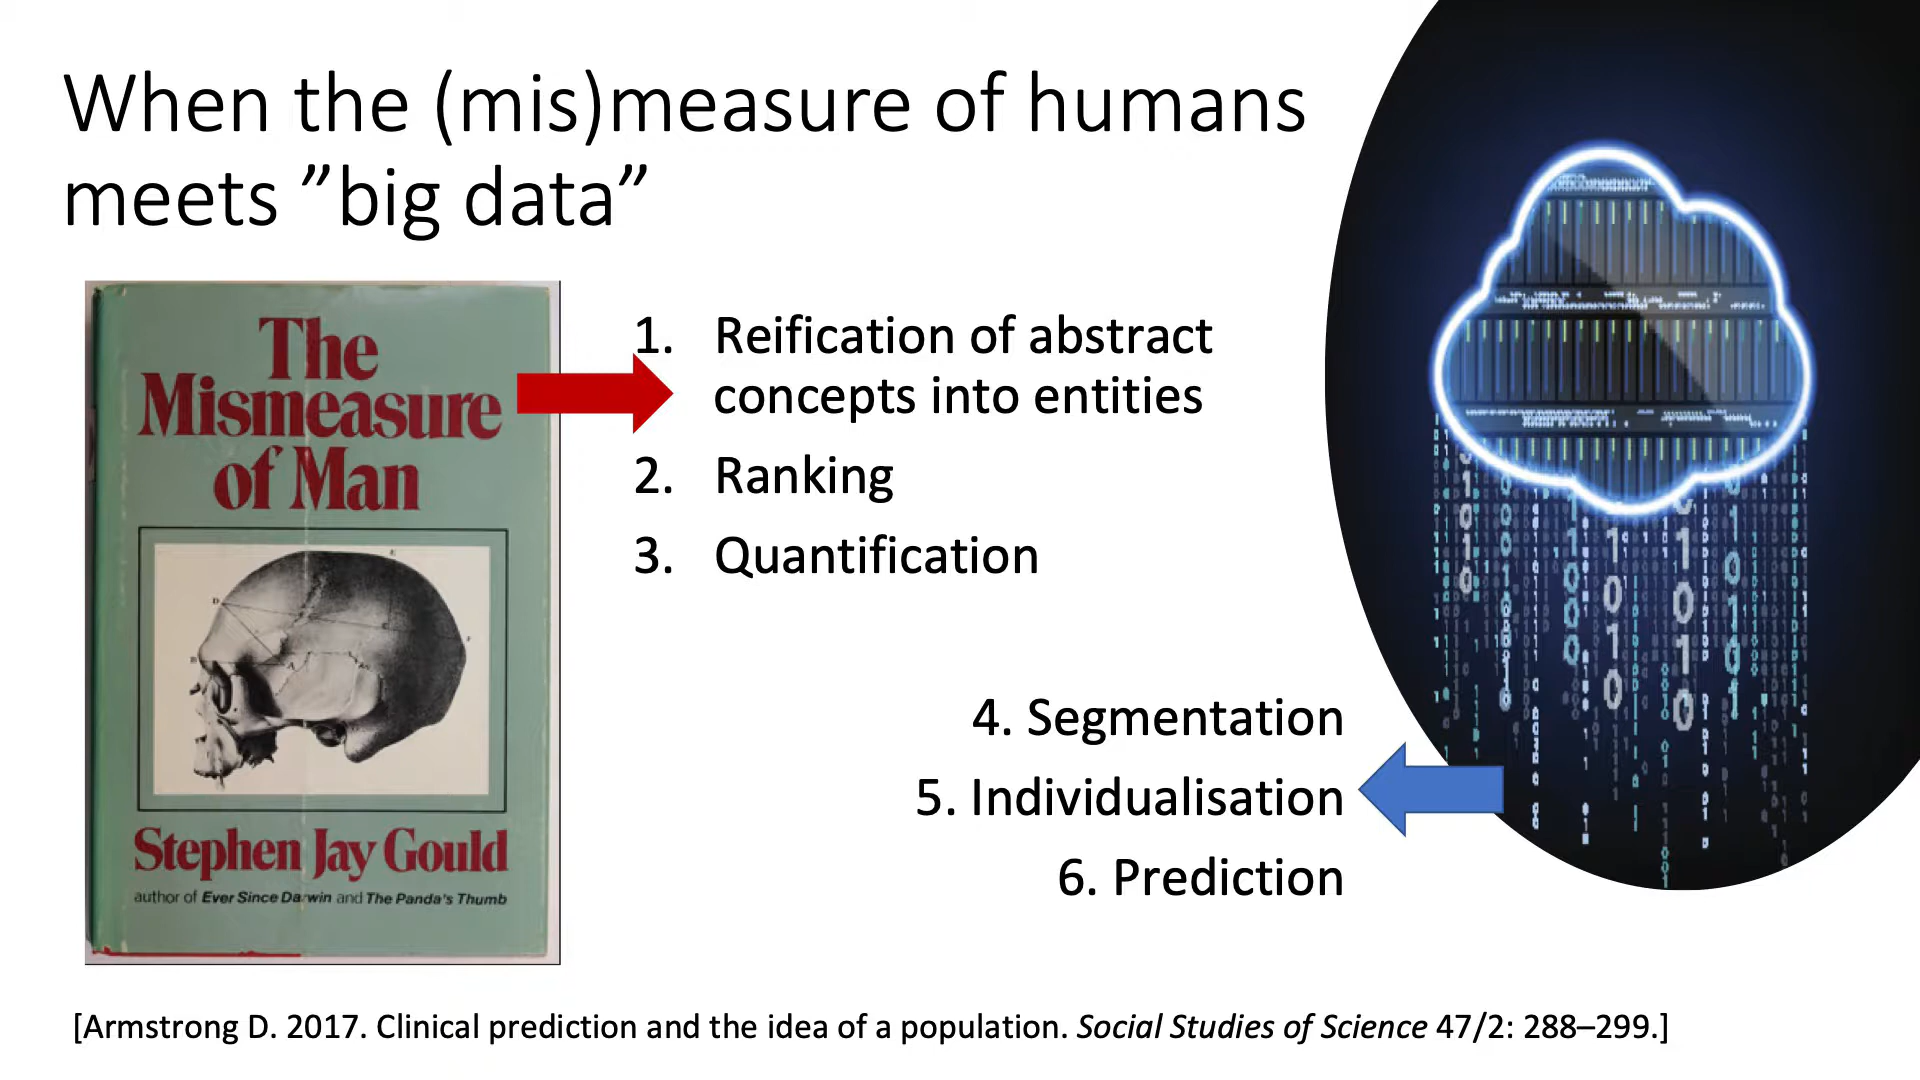 When the (mis)measure of humans
meets ”big data”
The
Mismeasure
of Man
Stephen Jay Gould
author of Ever Since Darwin and The Panda's Thumb
1. Reification of abstract
concepts into entities
2. Ranking
3. Quantification
4. Segmentation
5. Individualisation
6. Prediction
[Armstrong D. 2017. Clinical prediction and the idea of a population. Social Studies of Science 47/2: 288–299.]